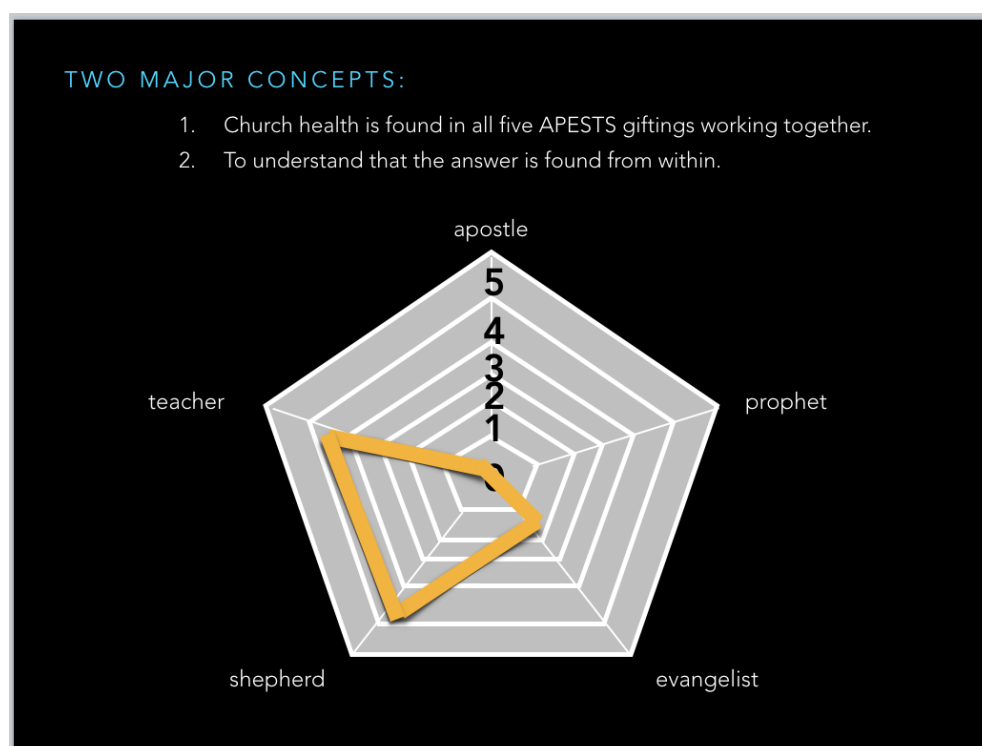 TWO MAJOR CONCEPTS:
1. Church health is found in all five APESTS giftings working together.
2. To understand that the answer is found from within.
apostle
5
4
3
2
1
0
teacher
prophet
shepherd
evangelist